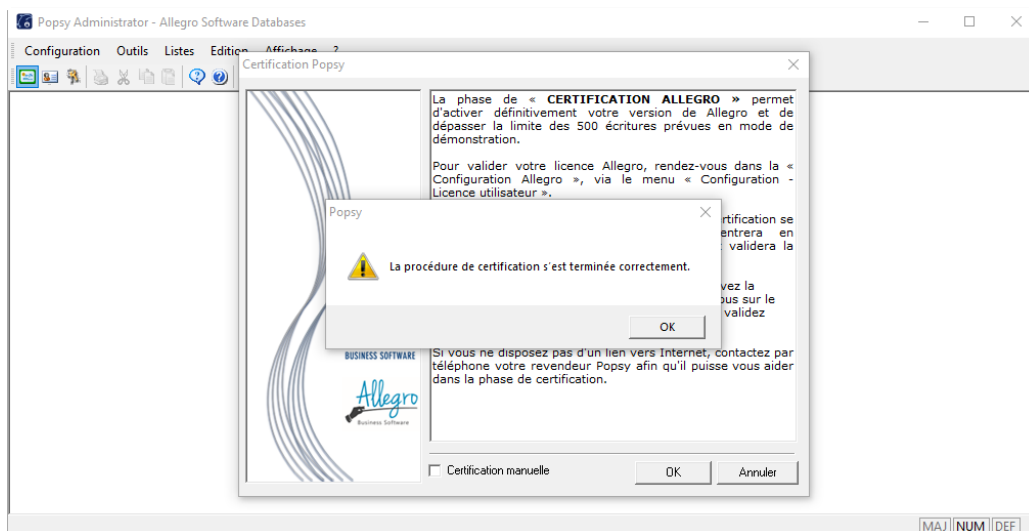 Popsy Administrator - Allegro Software Databases
Configuration Outils Listes Edition Affichage ?
Certification Popsy
La phase de « CERTIFICATION ALLEGRO » permet
d'activer définitivement votre version de Allegro et de
dépasser la limite des 500 écritures prévues en mode de
démonstration.
Pour valider votre licence Allegro, rendez-vous dans la «
Configuration Allegro », via le menu « Configuration -
Licence utilisateur ».
Popsy
La procédure de certification s'est terminée correctement.
OK
rtification se
entrera en
validera la
vez la
ous sur le
validez
Si vous ne disposez pas d'un lien vers Internet, contactez par
téléphone votre revendeur Popsy afin qu'il puisse vous aider
dans la phase de certification.
BUSINESS SOFTWARE
Allegro
Business Software
Certification manuelle
OK
Annuler
MAJ NUM DEF